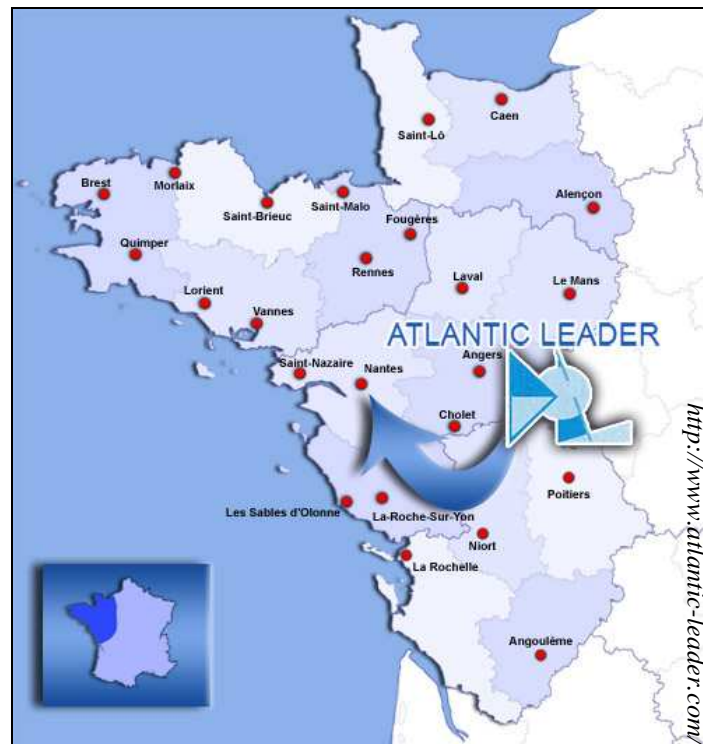 Caen
Saint-Lô
Brest
Morlaix
Saint-Brieuc
Saint-Malo
Alençon
Fougères
Quimper
Rennes
Laval
Le Mans
Lorient
Vannes
ATLANTIC LEADER
Saint-Nazaire
Nantes
Angers
Cholet
Poitiers
Les Sables d'Olonne
La-Roche-Sur-Yon
Niort
La Rochelle
Angoulême
http://www.atlantic-leader.com/